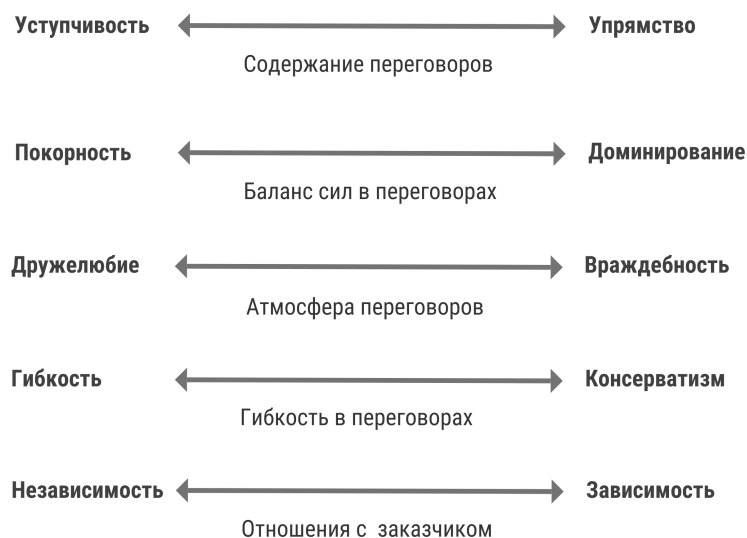 Уступчивость Упрямство
Содержание переговоров
Покорность Доминирование
Баланс сил в переговорах
Дружелюбие Враждебность
Атмосфера переговоров
Гибкость Консерватизм
Гибкость в переговорах
Независимость Зависимость
Отношения с заказчиком